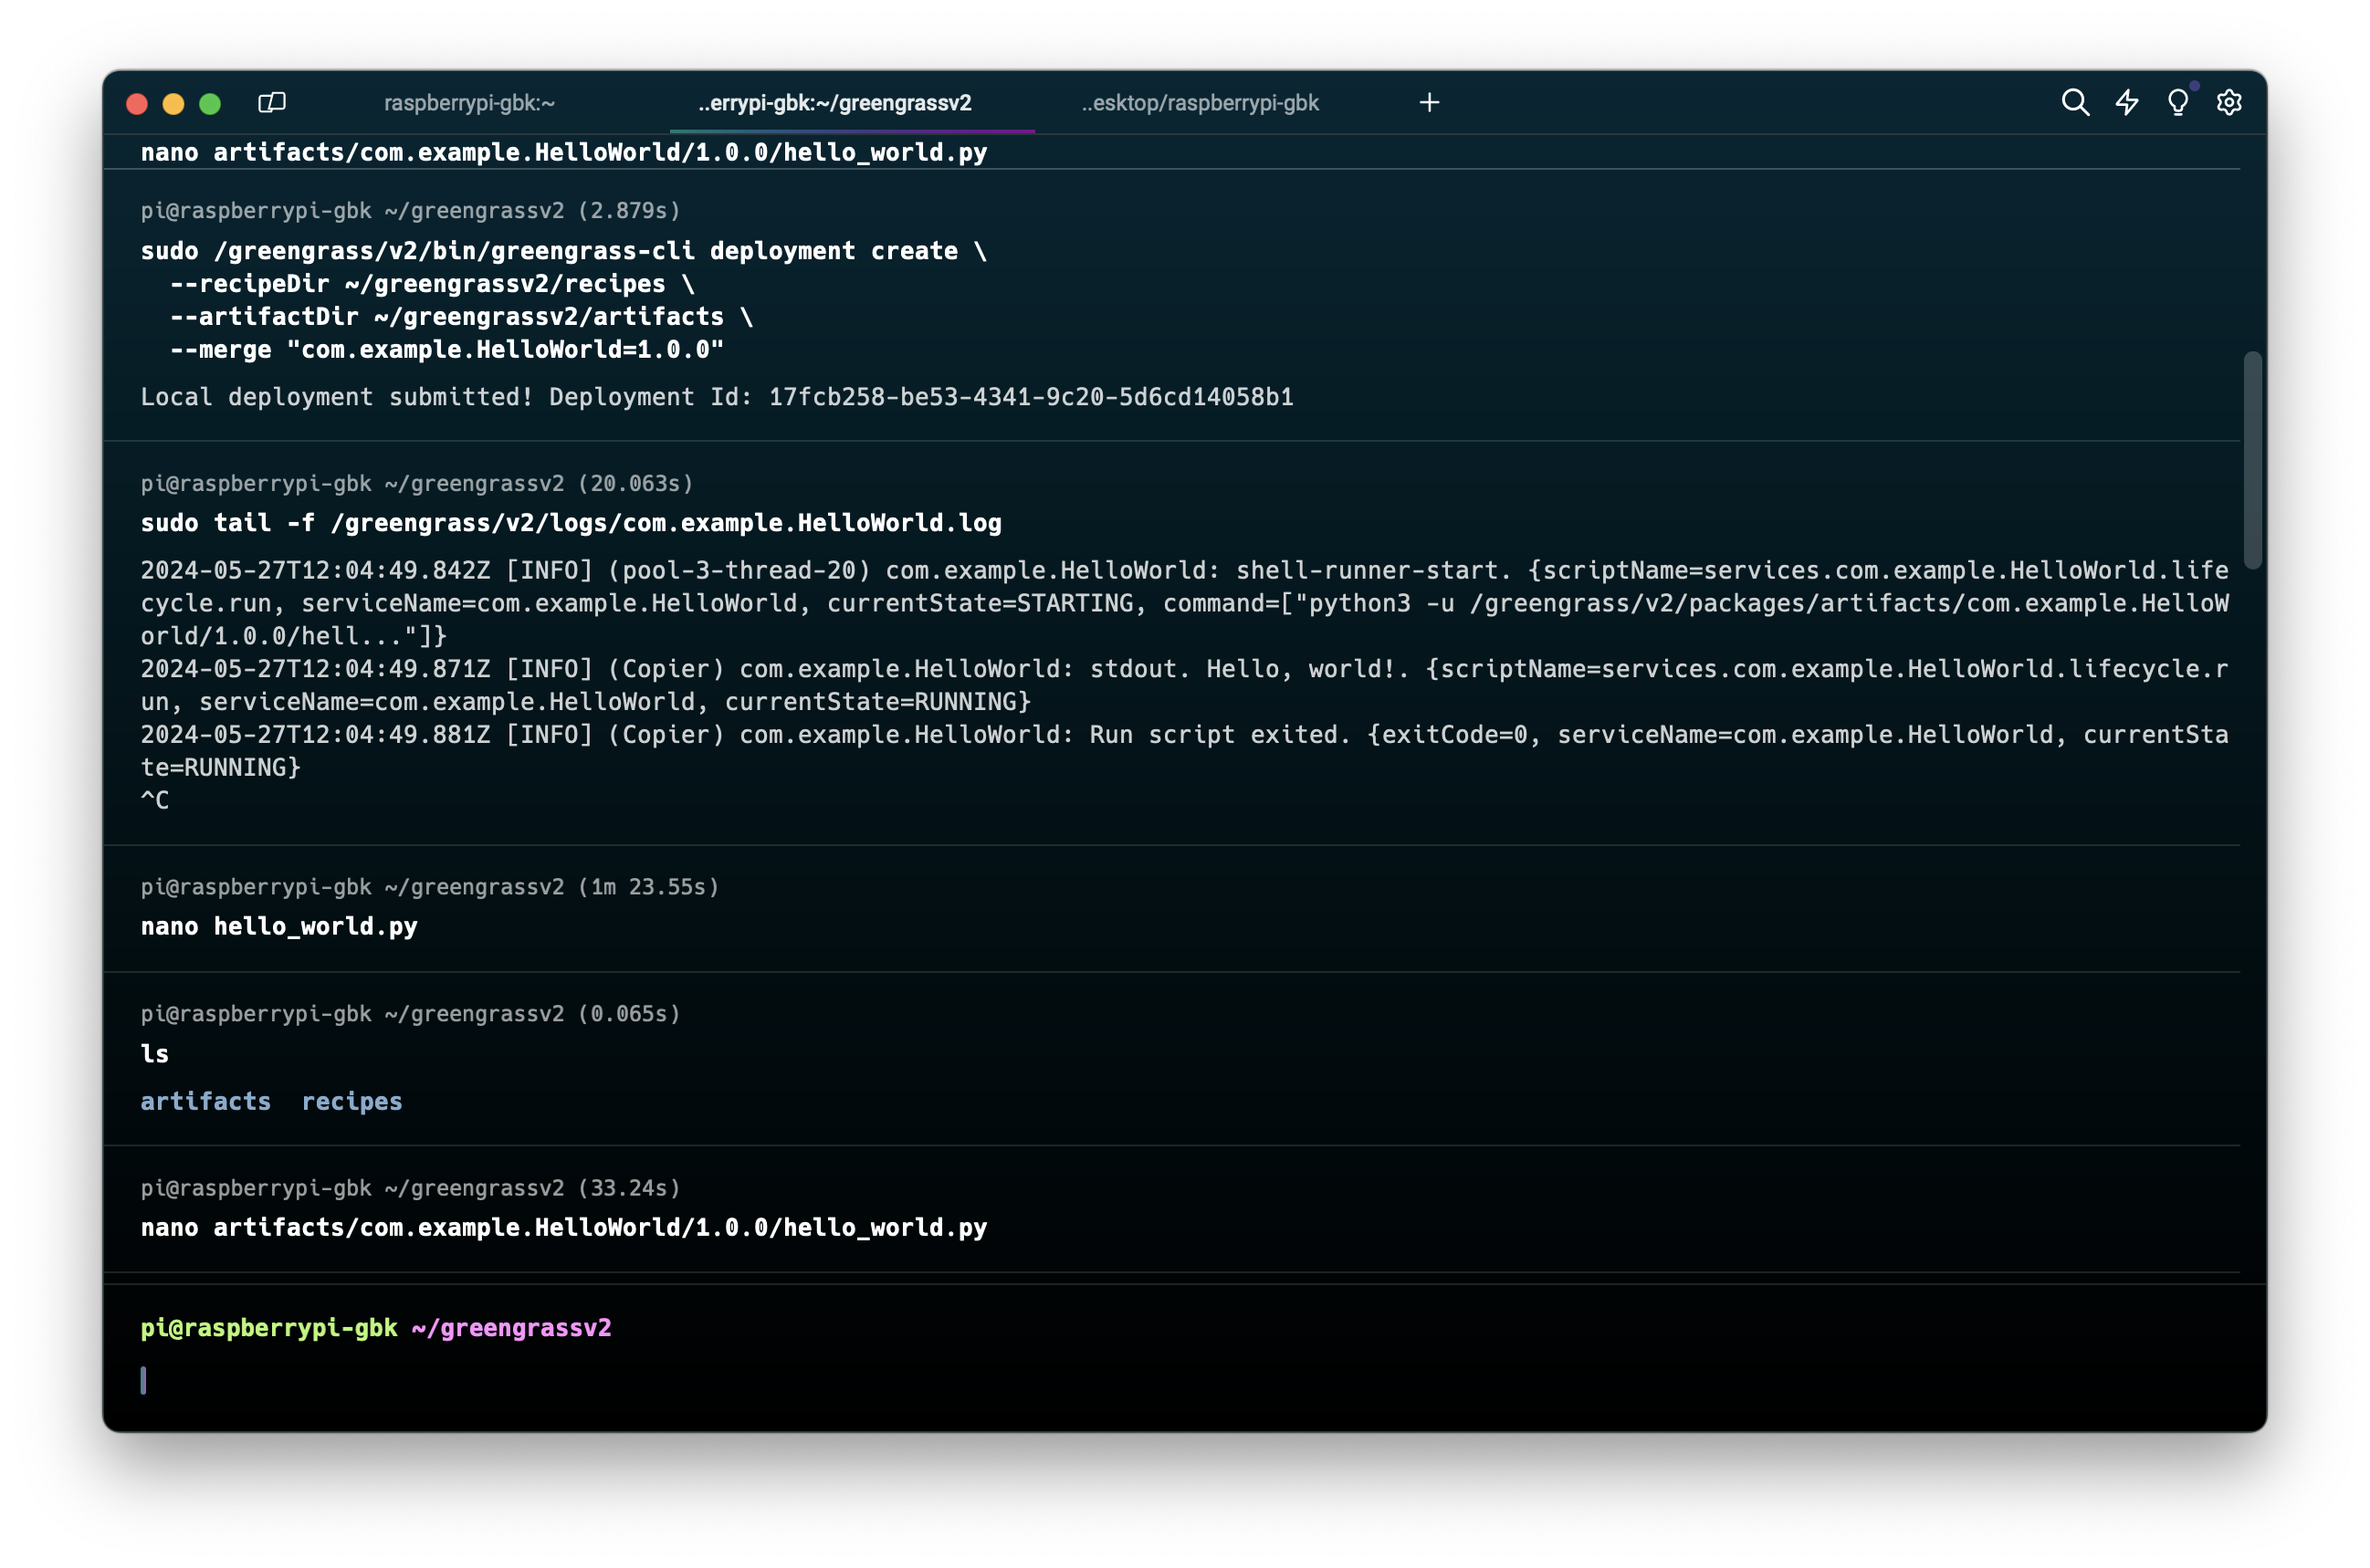 raspberrypi-gbk:~
..errypi-gbk:~/greengrassv2
..esktop/raspberrypi-gbk
nano artifacts/com.example.HelloWorld/1.0.0/hello_world.py
pi@raspberrypi-gbk ~/greengrassv2 (2.879s)
sudo /greengrass/v2/bin/greengrass-cli deployment create \
  --recipeDir ~/greengrassv2/recipes \
  --artifactDir ~/greengrassv2/artifacts \
  --merge "com.example.HelloWorld=1.0.0"
Local deployment submitted! Deployment Id: 17fcb258-be53-4341-9c20-5d6cd14058b1
pi@raspberrypi-gbk ~/greengrassv2 (20.063s)
sudo tail -f /greengrass/v2/logs/com.example.HelloWorld.log
2024-05-27T12:04:49.842Z [INFO] (pool-3-thread-20) com.example.HelloWorld: shell-runner-start. {scriptName=services.com.example.HelloWorld.life
cycle.run, serviceName=com.example.HelloWorld, currentState=STARTING, command=["python3 -u /greengrass/v2/packages/artifacts/com.example.HelloW
orld/1.0.0/hell..."]}
2024-05-27T12:04:49.871Z [INFO] (Copier) com.example.HelloWorld: stdout. Hello, world!. {scriptName=services.com.example.HelloWorld.lifecycle.r
un, serviceName=com.example.HelloWorld, currentState=RUNNING}
2024-05-27T12:04:49.881Z [INFO] (Copier) com.example.HelloWorld: Run script exited. {exitCode=0, serviceName=com.example.HelloWorld, currentSta
te=RUNNING}
^C
pi@raspberrypi-gbk ~/greengrassv2 (1m 23.55s)
nano hello_world.py
pi@raspberrypi-gbk ~/greengrassv2 (0.065s)
ls
artifacts  recipes
pi@raspberrypi-gbk ~/greengrassv2 (33.24s)
nano artifacts/com.example.HelloWorld/1.0.0/hello_world.py
pi@raspberrypi-gbk ~/greengrassv2